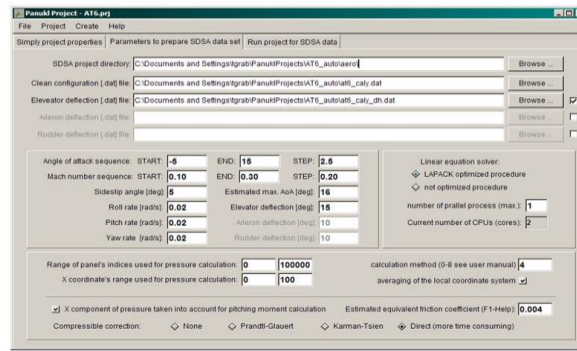 Panukl Project - AT6.prj
File Project Create Help
Simply project properties Parameters to prepare SDSA data set Run project for SDSA data
SDSA project directory: C:\Documents and Settings\tgrab\PanuklProjects\AT6_auto\aero\ Browse ...
Clean configuration [.dat] file: C:\Documents and Settings\tgrab\PanuklProjects\AT6_auto\at6_caly.dat Browse ...
Eleveator deflection [.dat] file: C:\Documents and Settings\tgrab\PanuklProjects\AT6_auto\at6_caly_dh.dat Browse ...
Aileron deflection [.dat] file: Browse ...
Rudder deflection [.dat] file: Browse ...
Angle of attack sequence: START: -5 END: 15 STEP: 2.5
Mach number sequence: START: 0.10 END: 0.30 STEP: 0.20
Sideslip angle [deg]: 5 Estimated max. AoA [deg]: 16
Roll rate [rad/s]: 0.02 Elevator deflection [deg]: 15
Pitch rate [rad/s]: 0.02 Aileron deflection [deg]: 10
Yaw rate [rad/s]: 0.02 Rudder deflection [deg]: 10
Linear equation solver:
LAPACK optimized procedure
not optimized procedure
number of prallel process (max.): 1
Current number of CPUs (cores): 2
Range of panel's indices used for pressure calculation: 0 100000 calculation method (0-8 see user manual) 4
X coordinate's range used for pressure calculation: 0 100 averaging of the local coordinate system
X component of pressure taken into account for pitching moment calculation Estimated equivalent friction coefficient (F1-Help): 0.004
Compressible correction: None Prandtl-Glauert Karman-Tsien Direct (more time consuming)